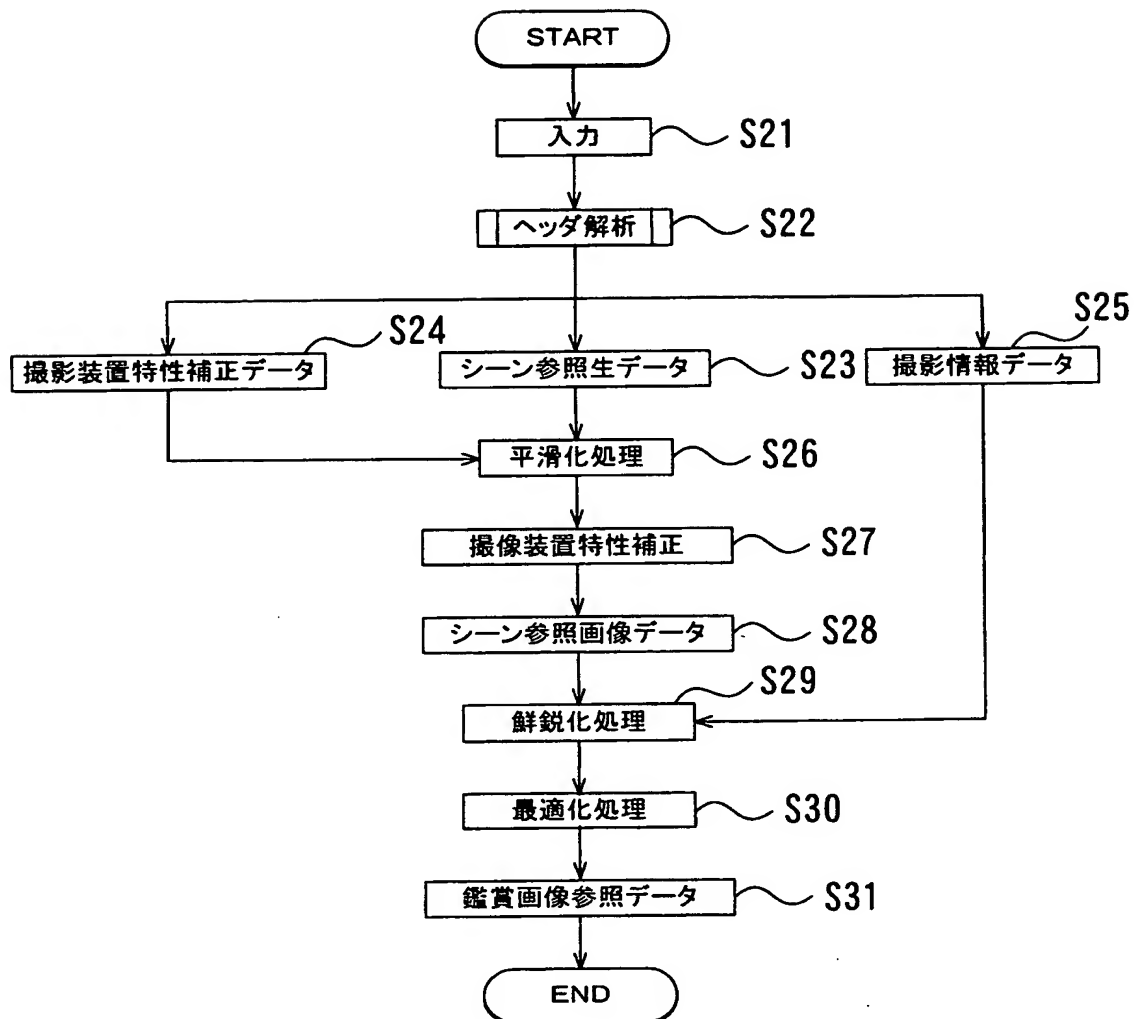 START
入力
S21
ヘッダ解析
S22
S24
S25
撮影装置特性補正データ
シーン参照生データ
S23
撮影情報データ
平滑化処理
S26
撮像装置特性補正
S27
シーン参照画像データ
S28
S29
鮮鋭化処理
最適化処理
S30
鑑賞画像参照データ
S31
END